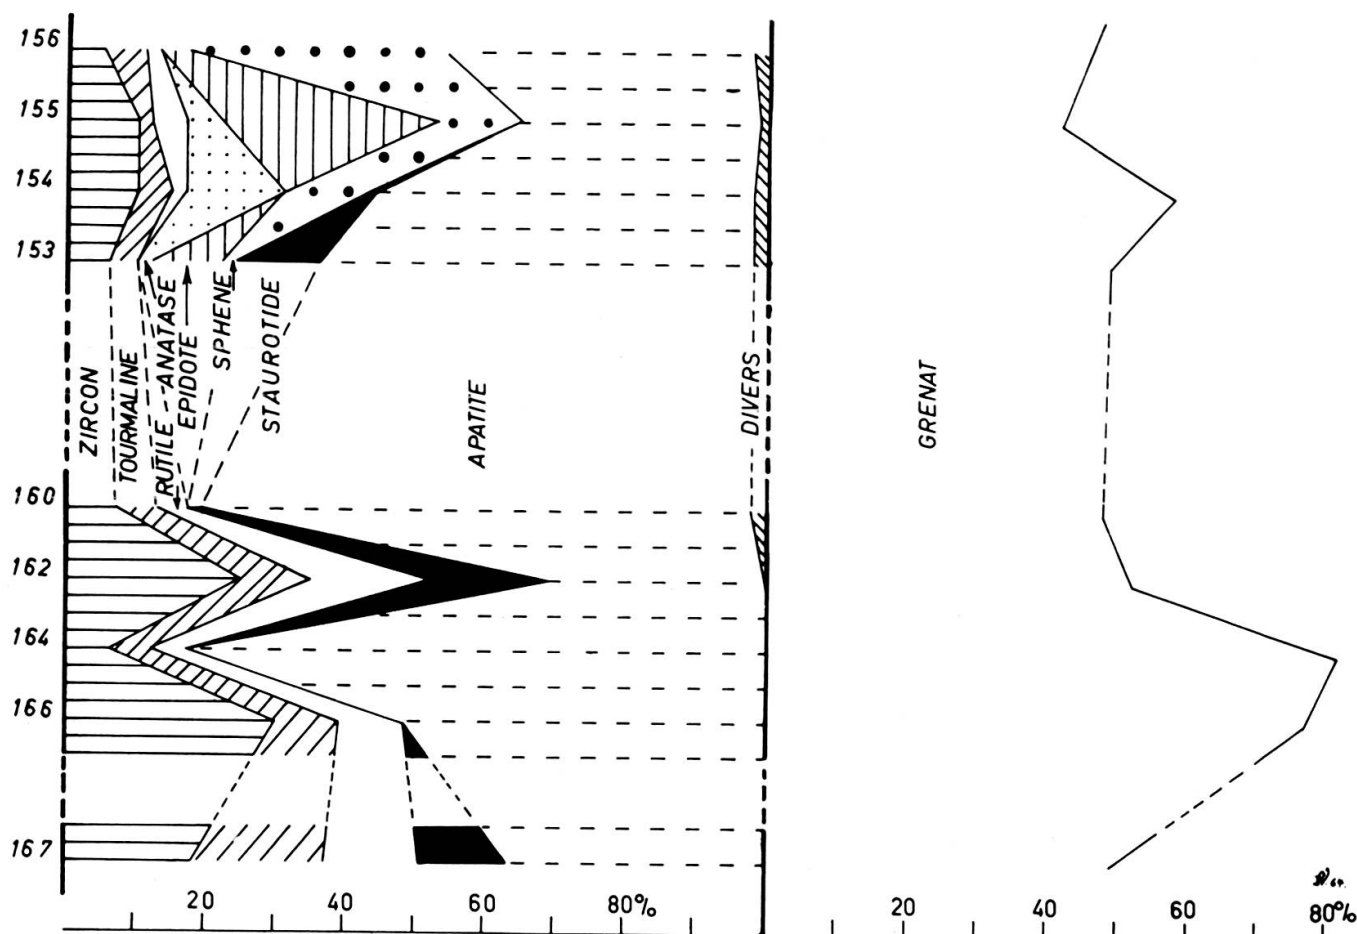 156
155
154
153
ZIRCON
TOURMALINE
RUTILE
ANATASE
EPIDOTE
SPHENE
STAUROTIDE
APATITE
DIVERS
GRENAT
160
162
164
166
167
20 40 60 80%
20 40 60 80%